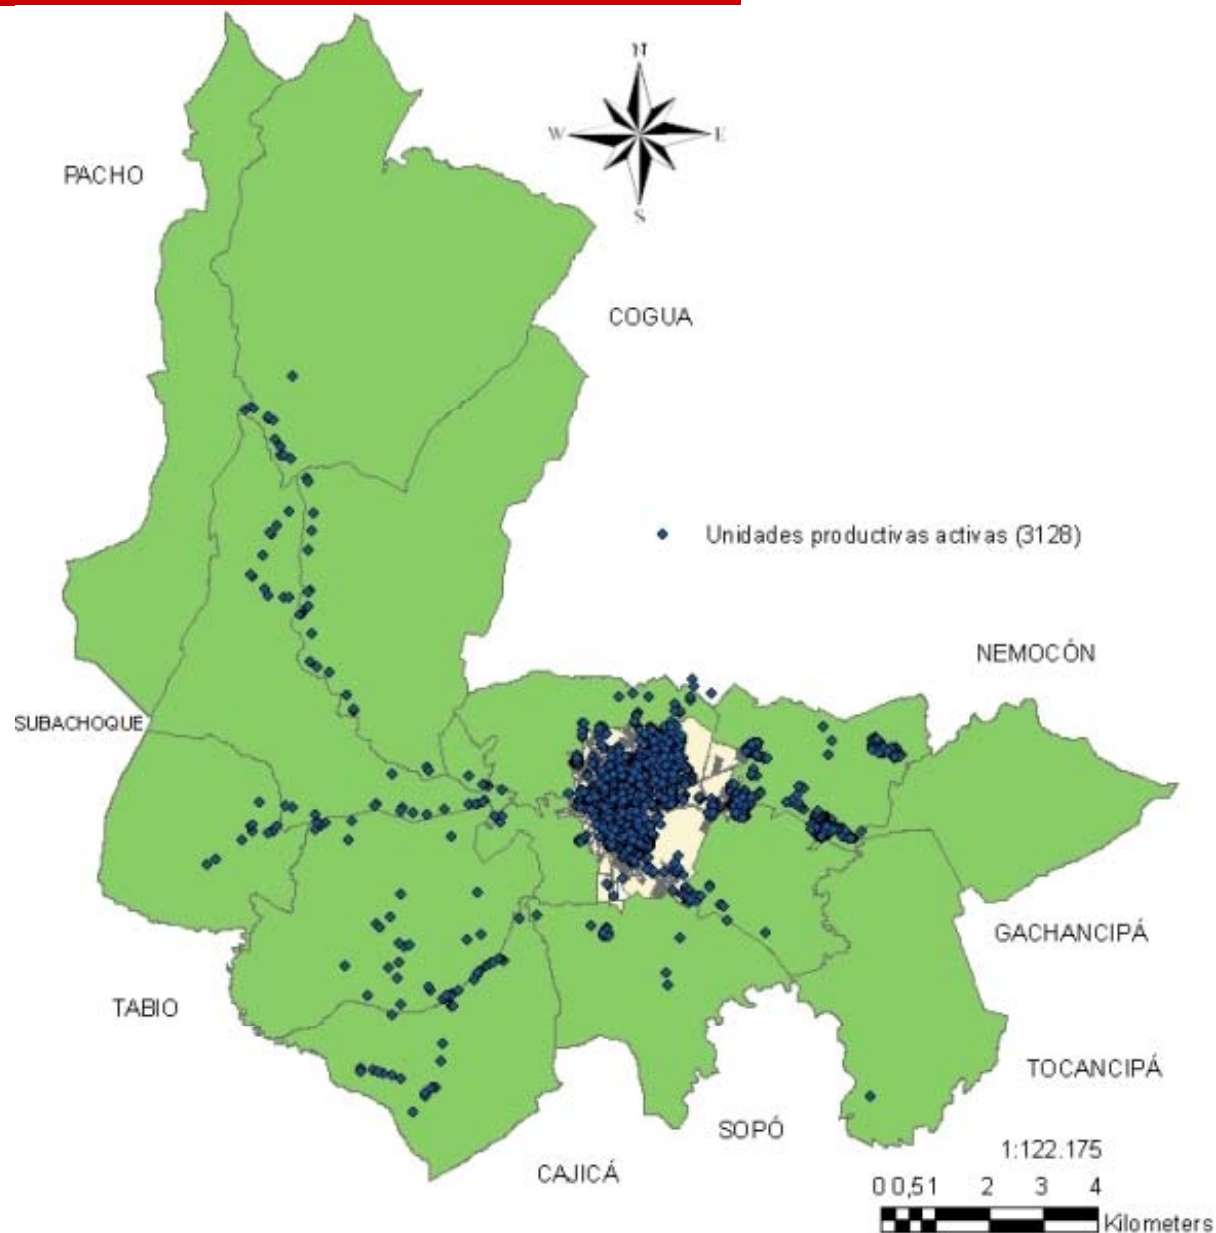 N
W E
S
PACHO
COGUA
Unidades productivas activas (3128)
NEMOCÓN
SUBACHOQUE
GACHANCIPÁ
TABIO
TOCANCIPÁ
SOPÓ
1:122.175
CAJICÁ
0 0,5 1 2 3 4
Kilometers